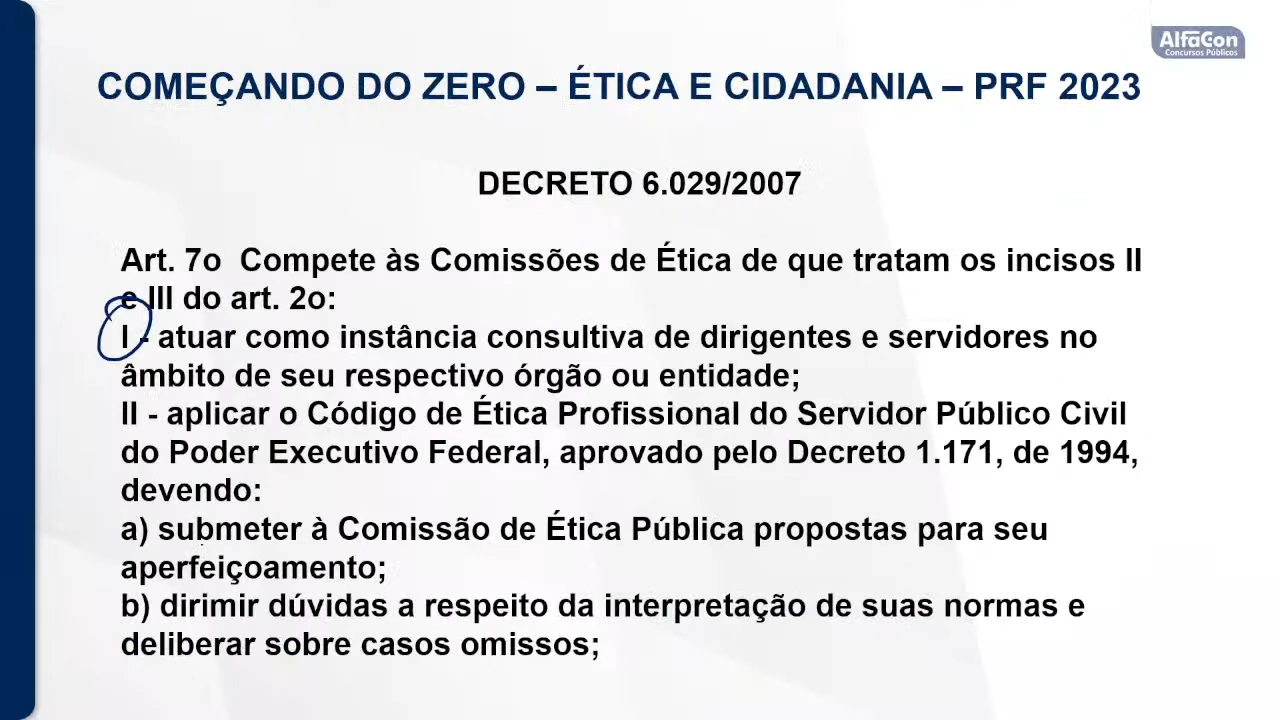 AlfaCon
Concursos Públicos
COMEÇANDO DO ZERO – ÉTICA E CIDADANIA – PRF 2023
DECRETO 6.029/2007
Art. 7o  Compete às Comissões de Ética de que tratam os incisos II
e III do art. 2o:
I - atuar como instância consultiva de dirigentes e servidores no
âmbito de seu respectivo órgão ou entidade;
II - aplicar o Código de Ética Profissional do Servidor Público Civil
do Poder Executivo Federal, aprovado pelo Decreto 1.171, de 1994,
devendo:
a) submeter à Comissão de Ética Pública propostas para seu
aperfeiçoamento;
b) dirimir dúvidas a respeito da interpretação de suas normas e
deliberar sobre casos omissos;